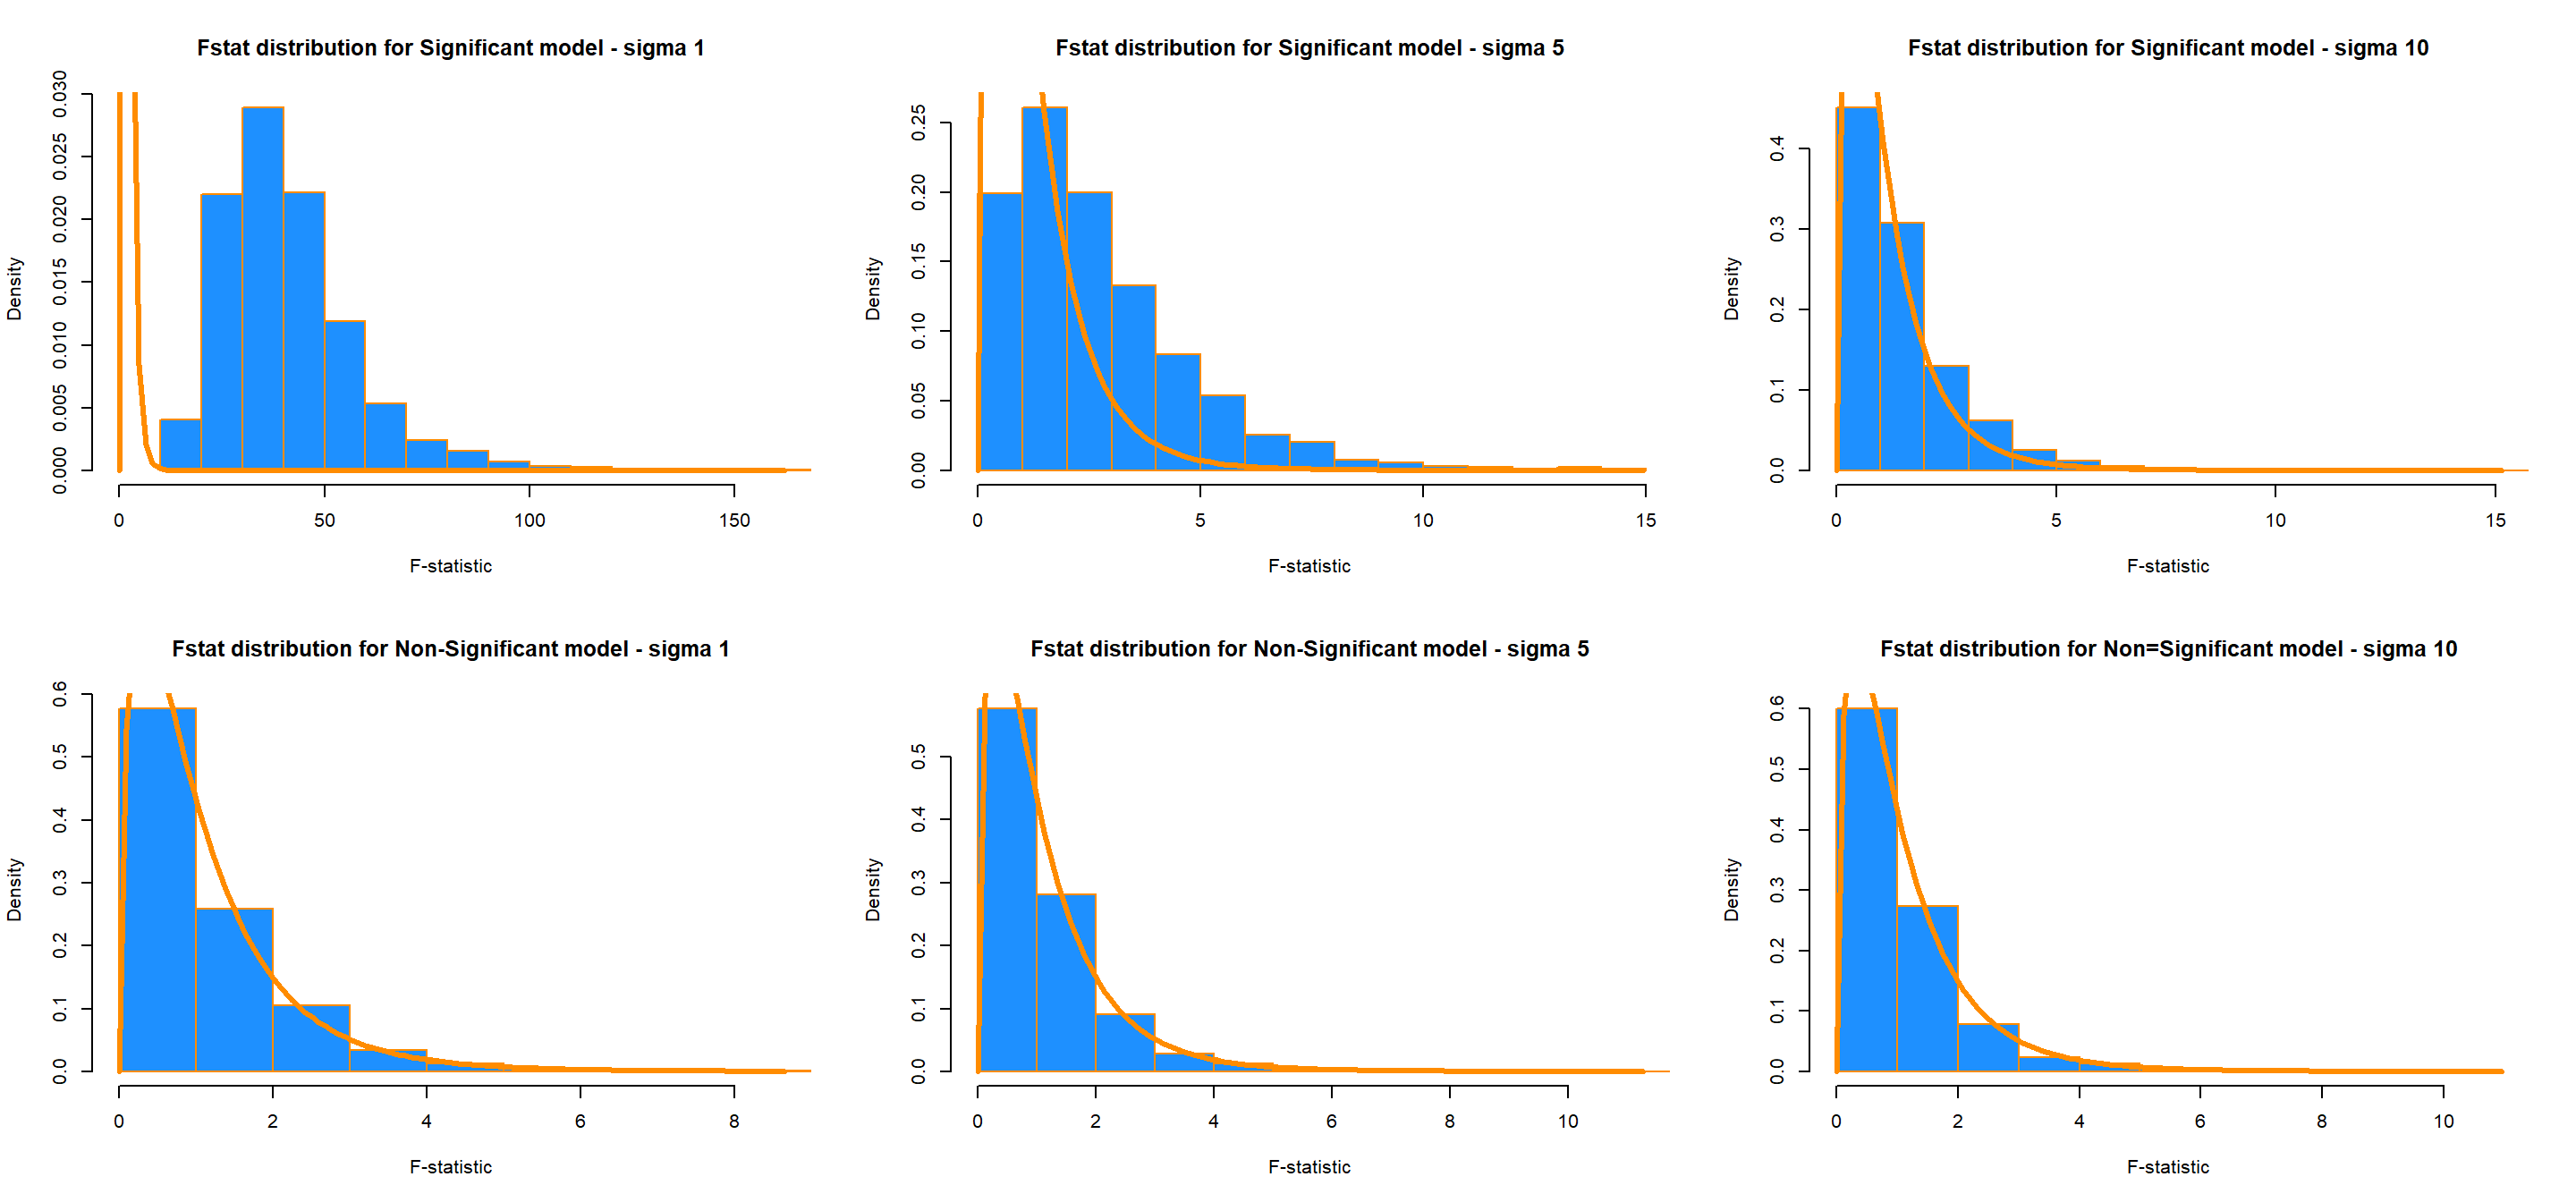 Fstat distribution for Significant model - sigma 1
Density
0.000 0.005 0.010 0.015 0.020 0.025 0.030
0 50 100 150
F-statistic
Fstat distribution for Significant model - sigma 5
Density
0.00 0.05 0.10 0.15 0.20 0.25
0 5 10 15
F-statistic
Fstat distribution for Significant model - sigma 10
Density
0.0 0.1 0.2 0.3 0.4
0 5 10 15
F-statistic
Fstat distribution for Non-Significant model - sigma 1
Density
0.0 0.1 0.2 0.3 0.4 0.5 0.6
0 2 4 6 8
F-statistic
Fstat distribution for Non-Significant model - sigma 5
Density
0.0 0.1 0.2 0.3 0.4 0.5
0 2 4 6 8 10
F-statistic
Fstat distribution for Non=Significant model - sigma 10
Density
0.0 0.1 0.2 0.3 0.4 0.5 0.6
0 2 4 6 8 10
F-statistic